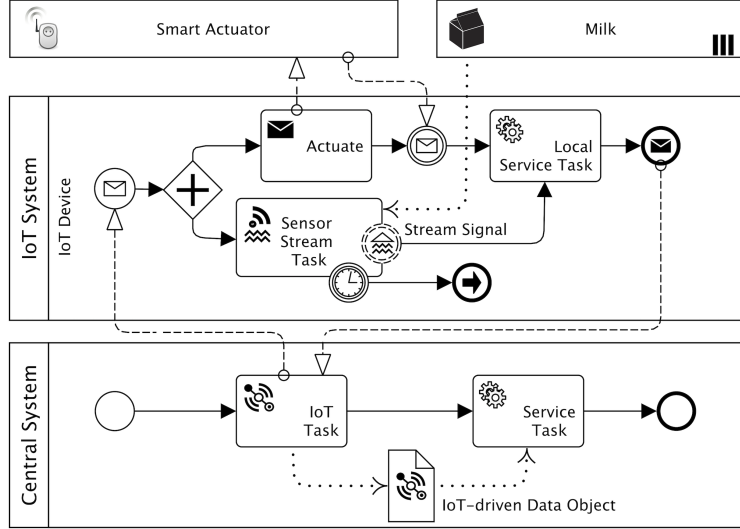 Smart Actuator
Milk
IoT System
IoT Device
Actuate
Local
Service Task
Sensor
Stream
Task
Stream Signal
Central System
IoT
Task
Service
Task
IoT-driven Data Object